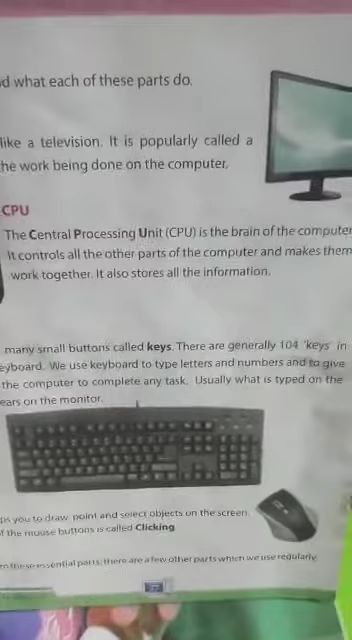 d what each of these parts do.
like a television. It is popularly called a
he work being done on the computer.
CPU
The Central Processing Unit (CPU) is the brain of the computer
It controls all the other parts of the computer and makes them
work together. It also stores all the information.
many small buttons called keys. There are generally 104 'keys' in
eyboard. We use keyboard to type letters and numbers and to give
the computer to complete any task. Usually what is typed on the
ears on the monitor.
ps you to draw point and select objects on the screen.
f the mouse buttons is called Clicking
these essential parts, there are a few other parts which we use regularly